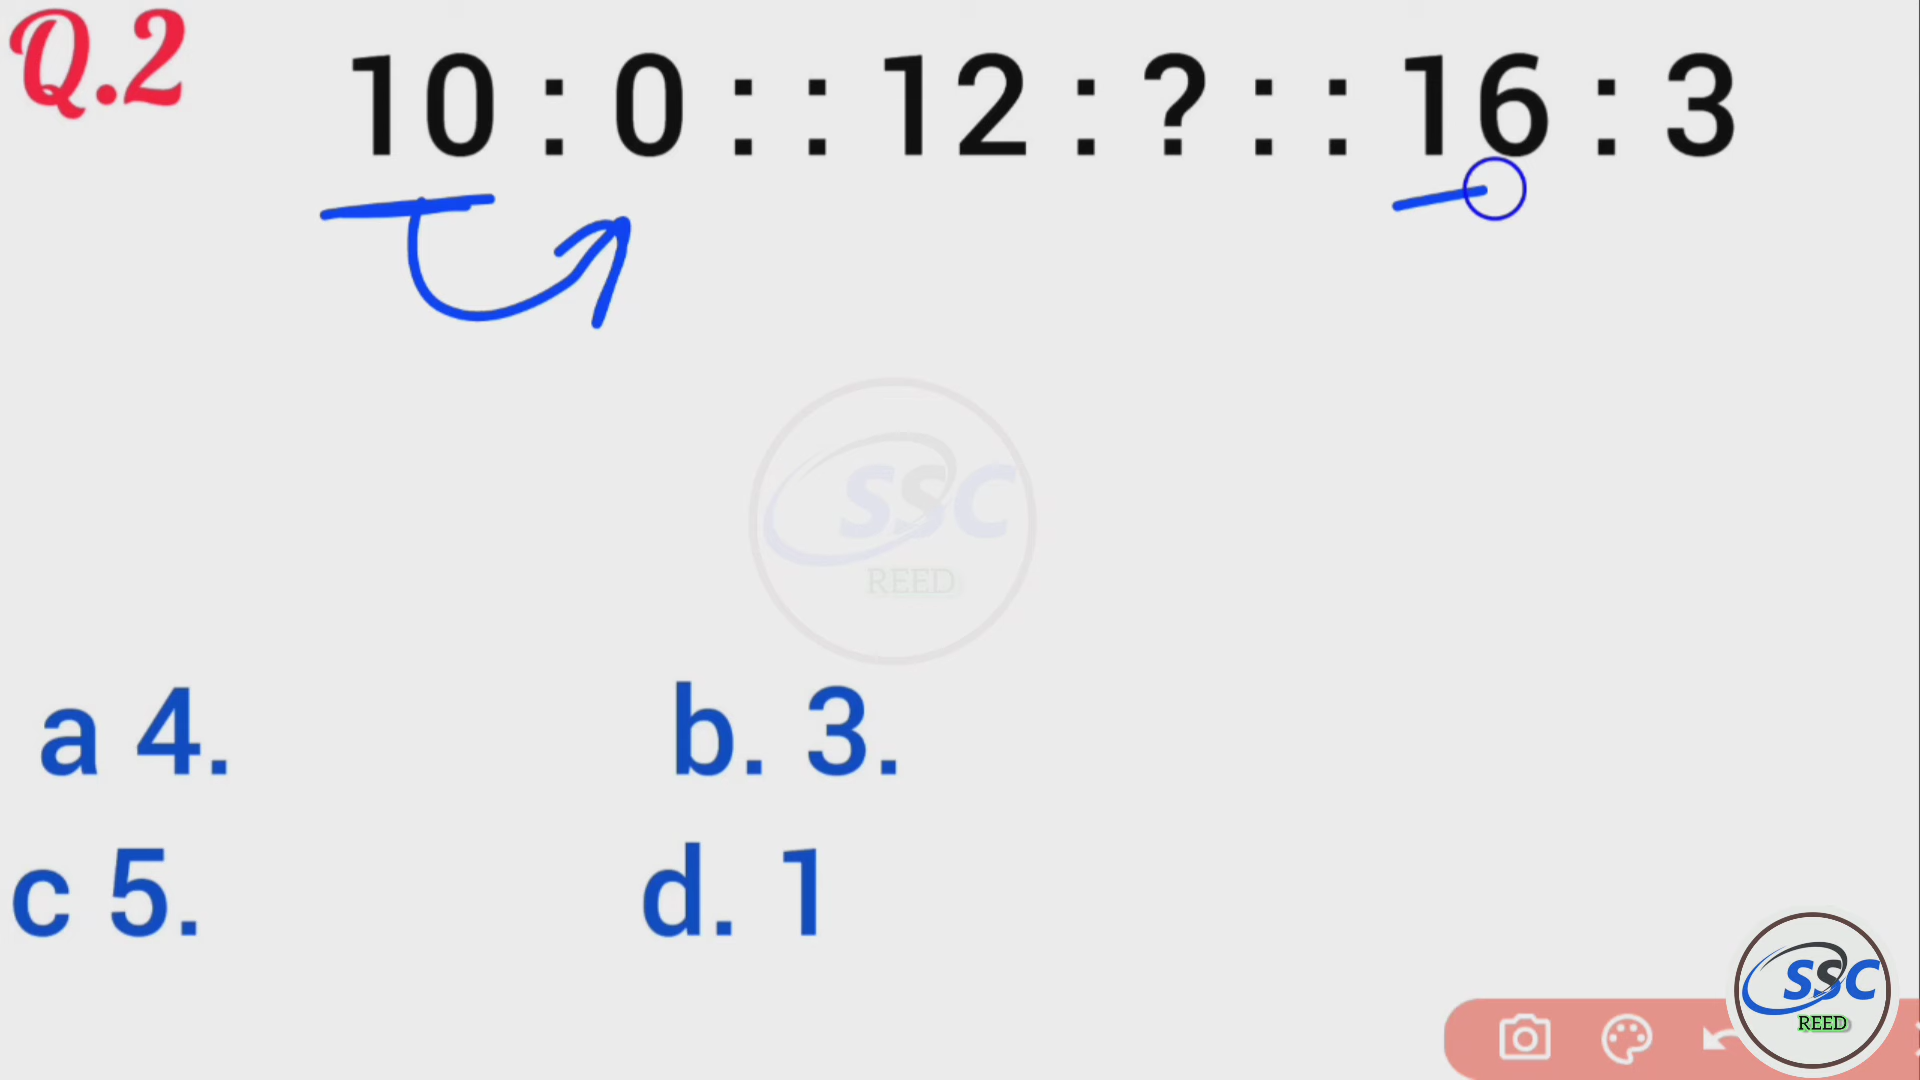 Q.2
10 : 0 : : 12 : ? : : 16 : 3
SSC
REED
a 4.
b. 3.
c 5.
d. 1
SSC
REED